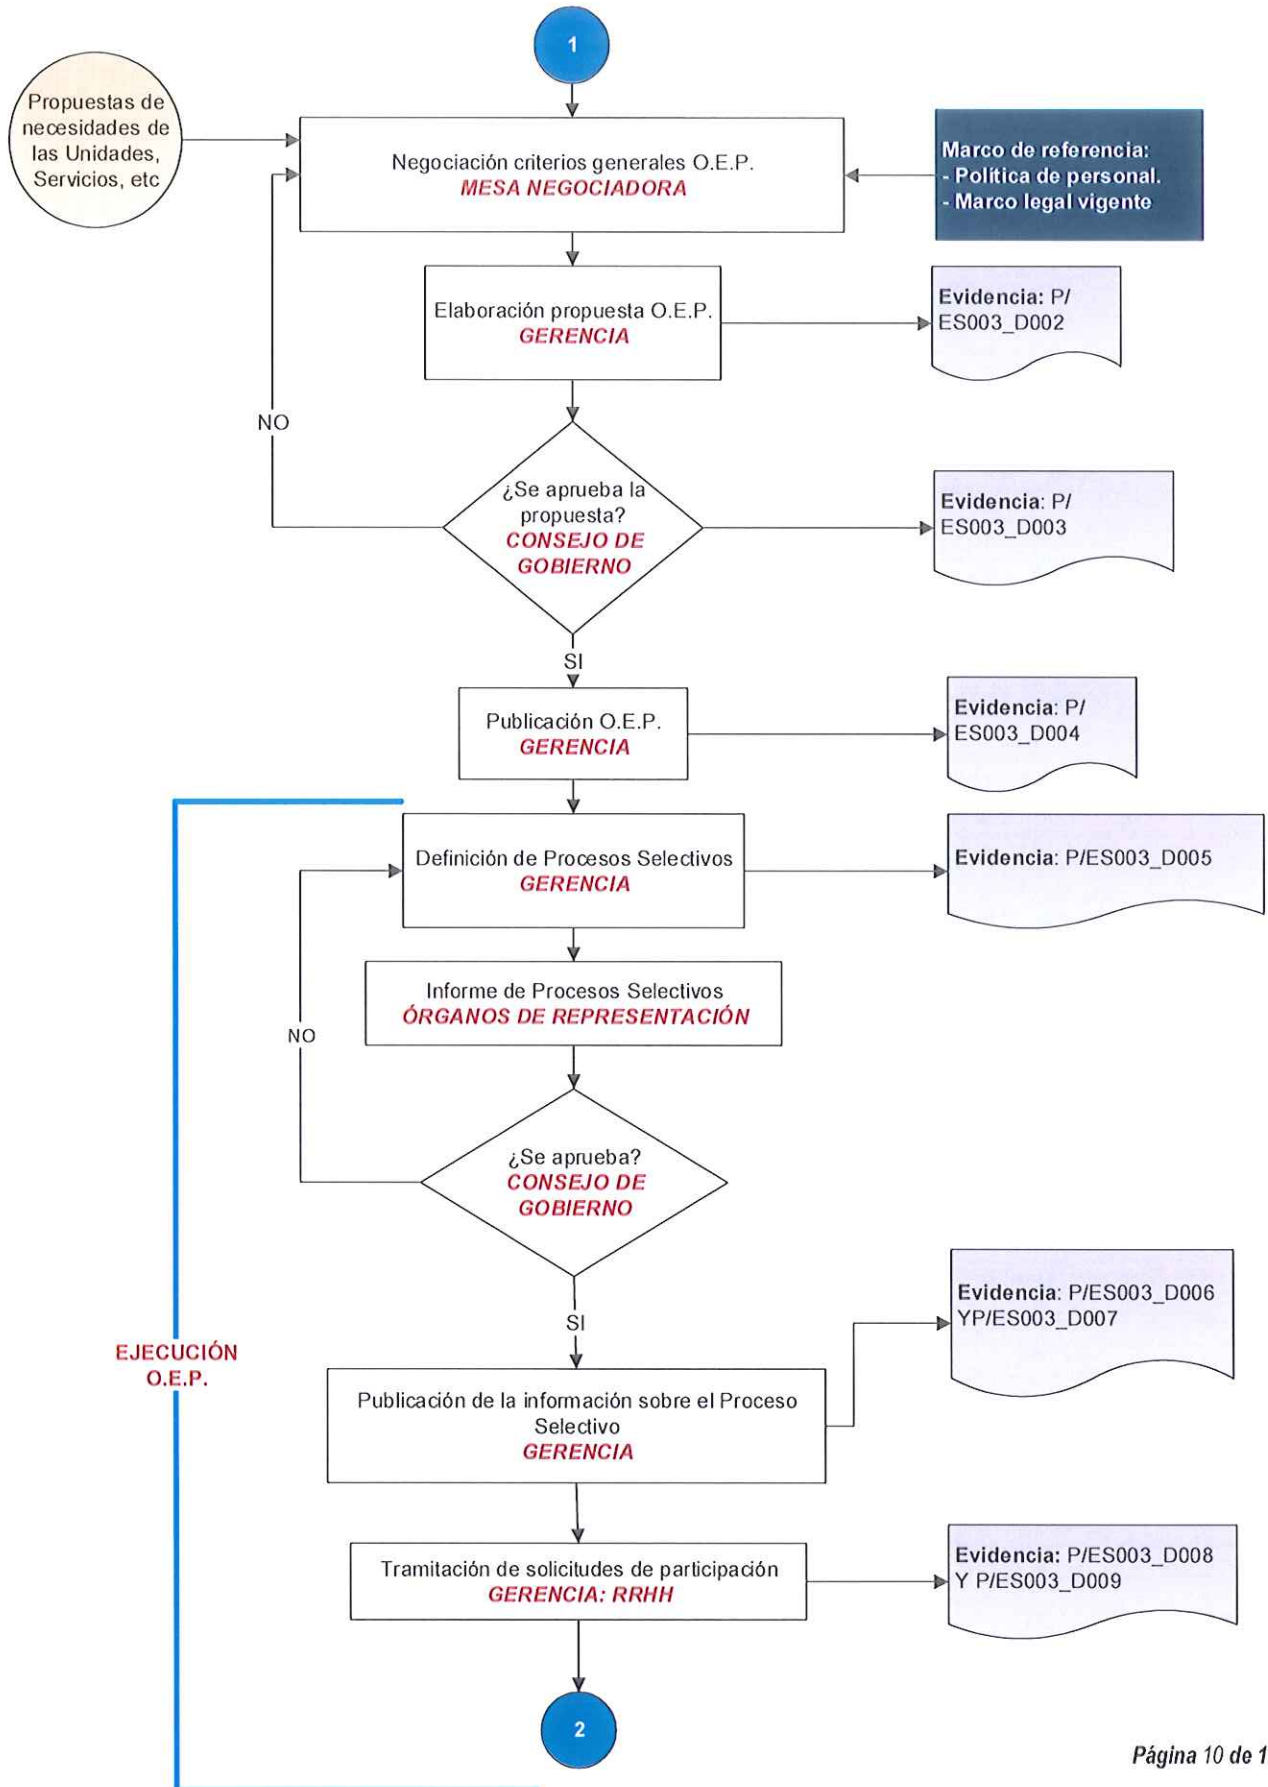 1
Propuestas de
necesidades de
las Unidades,
Servicios, etc
Negociación criterios generales O.E.P.
MESA NEGOCIADORA
Marco de referencia:
- Política de personal.
- Marco legal vigente
Elaboración propuesta O.E.P.
GERENCIA
Evidencia: P/
ES003_D002
NO
¿Se aprueba la
propuesta?
CONSEJO DE
GOBIERNO
Evidencia: P/
ES003_D003
SI
Publicación O.E.P.
GERENCIA
Evidencia: P/
ES003_D004
Definición de Procesos Selectivos
GERENCIA
Evidencia: P/ES003_D005
Informe de Procesos Selectivos
ÓRGANOS DE REPRESENTACIÓN
NO
¿Se aprueba?
CONSEJO DE
GOBIERNO
SI
Evidencia: P/ES003_D006
YP/ES003_D007
EJECUCIÓN
O.E.P.
Publicación de la información sobre el Proceso
Selectivo
GERENCIA
Tramitación de solicitudes de participación
GERENCIA: RRHH
Evidencia: P/ES003_D008
Y P/ES003_D009
2
Página 10 de 1